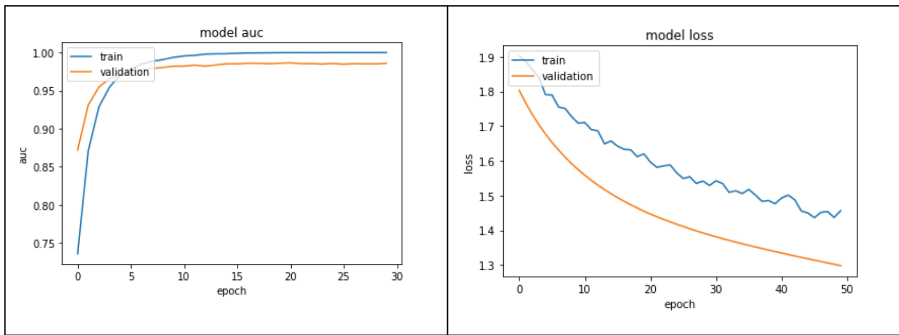 model auc
1.00
0.95
0.90
0.85
0.80
0.75
auc
train
validation
0 5 10 15 20 25 30
epoch
model loss
1.9
1.8
1.7
1.6
1.5
1.4
1.3
loss
train
validation
0 10 20 30 40 50
epoch